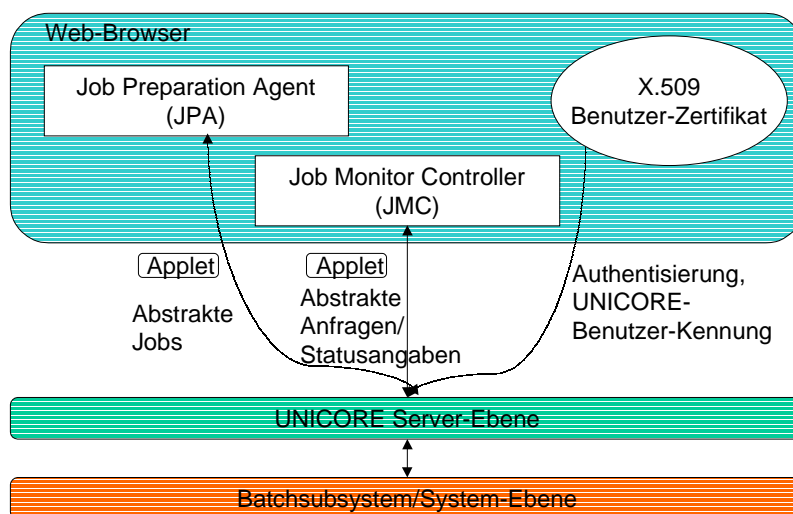 Web-Browser
Job Preparation Agent
(JPA)
X.509
Benutzer-Zertifikat
Job Monitor Controller
(JMC)
Applet
Abstrakte
Jobs
Applet
Abstrakte
Anfragen/
Statusangaben
Authentisierung,
UNICORE-
Benutzer-Kennung
UNICORE Server-Ebene
Batchsubsystem/System-Ebene